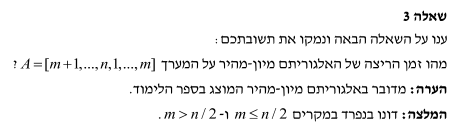 שאלה 3
ענו על השאלה הבאה ונמקו את תשובתכם:
מהו זמן הריצה של האלגוריתם מיון-מהיר על המערך A=[m+1,...,n,1,...,m] ?
הערה: מדובר באלגוריתם מיון-מהיר המוצג בספר הלימוד.
המלצה: דונו בנפרד במקרים m ≤ n/2 ו- m > n/2 .